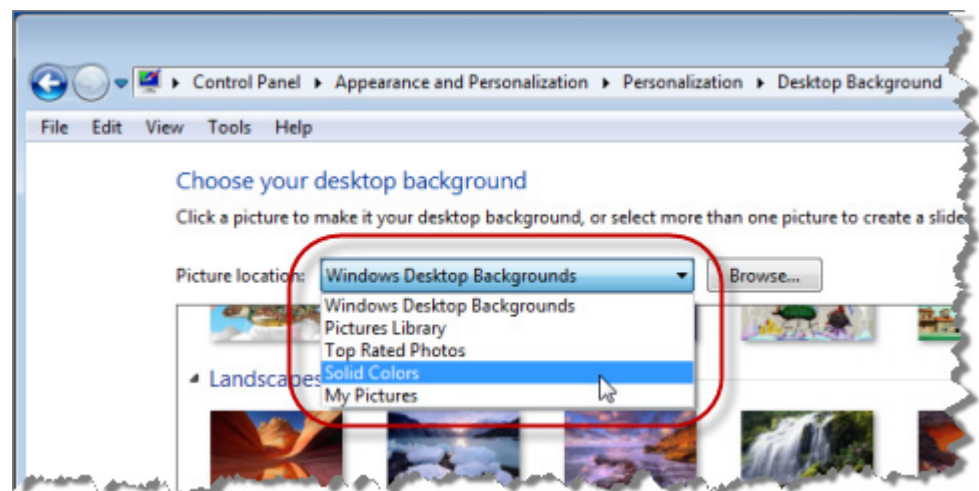 Control Panel Appearance and Personalization Personalization Desktop Background
File Edit View Tools Help
Choose your desktop background
Click a picture to make it your desktop background, or select more than one picture to create a slide
Picture location: Windows Desktop Backgrounds Browse...
Windows Desktop Backgrounds
Pictures Library
Top Rated Photos
Solid Colors
Landscapes
My Pictures